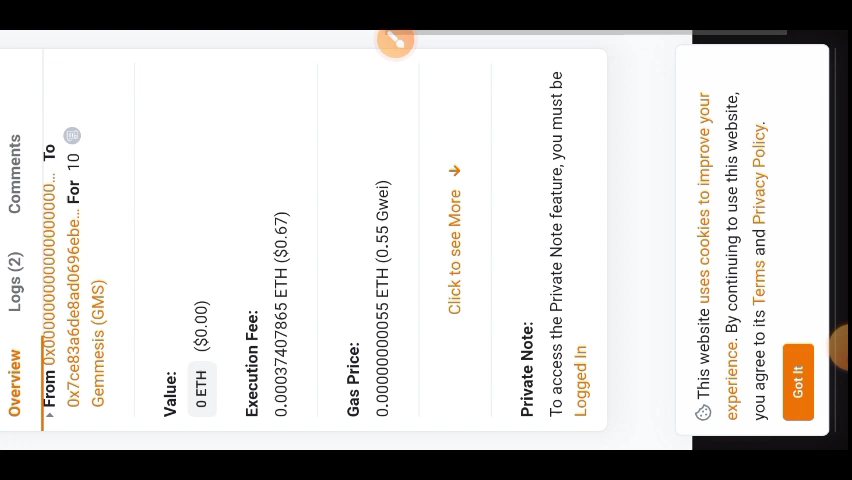 Overview Logs (2) Comments
From 0x00000000000000000000... To
0x7ce83a6de8ad0696ebe... For 10
Gemmesis (GMS)
Value:
0 ETH ($0.00)
Execution Fee:
0.00037407865 ETH ($0.67)
Gas Price:
0.00000000055 ETH (0.55 Gwei)
Click to see More
Private Note:
To access the Private Note feature, you must be
Logged In
This website uses cookies to improve your
experience. By continuing to use this website,
you agree to its Terms and Privacy Policy.
Got It